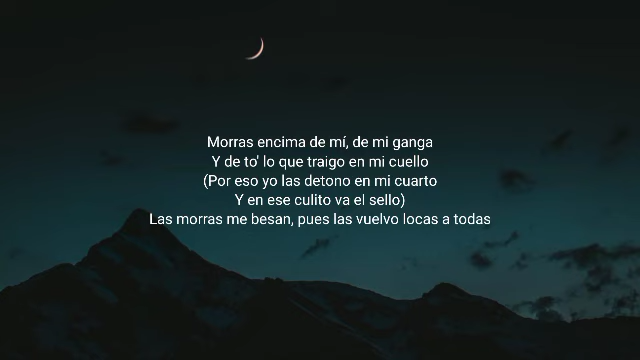 Morras encima de mí, de mi ganga
Y de to' lo que traigo en mi cuello
(Por eso yo las detono en mi cuarto
Y en ese culito va el sello)
Las morras me besan, pues las vuelvo locas a todas